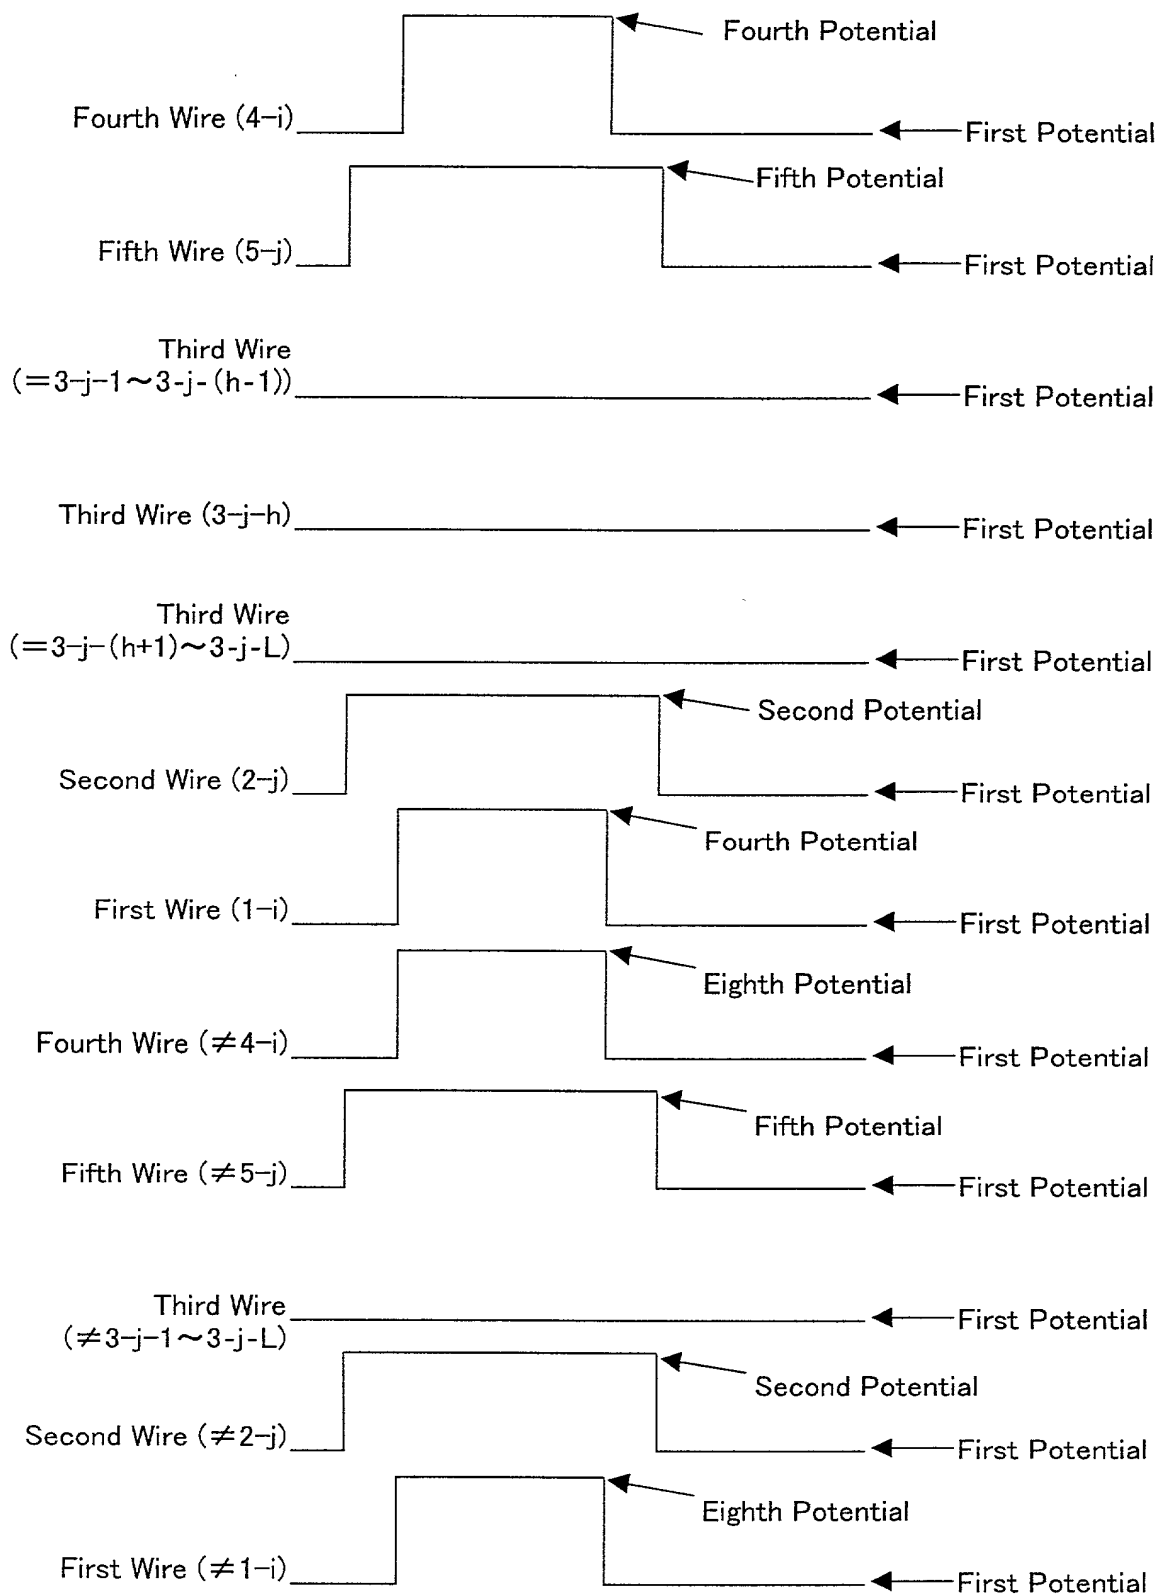 Fourth Potential
Fourth Wire (4-i)
First Potential
Fifth Potential
Fifth Wire (5-j)
First Potential
Third Wire
(=3-j-1~3-j-(h-1))
First Potential
Third Wire (3-j-h)
First Potential
Third Wire
(=3-j-(h+1)~3-j-L)
First Potential
Second Potential
Second Wire (2-j)
First Potential
Fourth Potential
First Wire (1-i)
First Potential
Eighth Potential
Fourth Wire (≠4-i)
First Potential
Fifth Potential
Fifth Wire (≠5-j)
First Potential
Third Wire
(≠3-j-1~3-j-L)
First Potential
Second Potential
Second Wire (≠2-j)
First Potential
Eighth Potential
First Wire (≠1-i)
First Potential